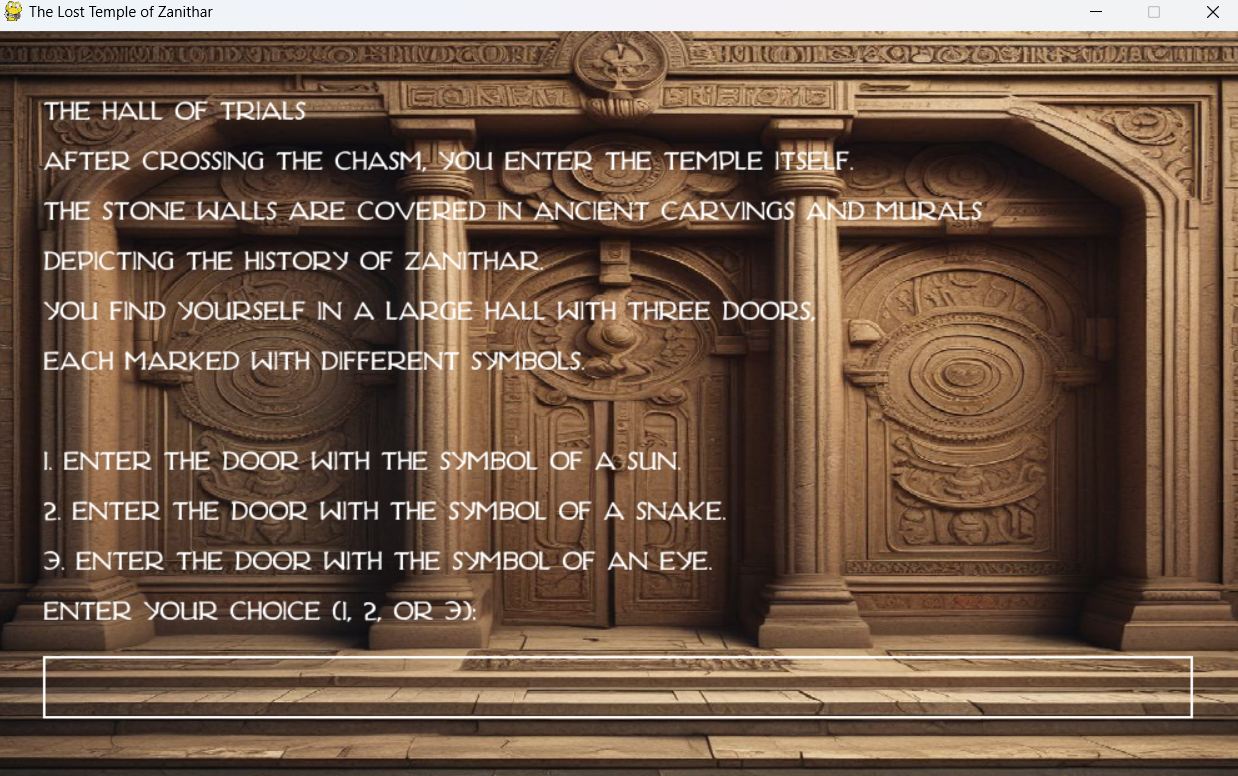 The Lost Temple of Zanithar
THE HALL OF TRIALS
AFTER CROSSING THE CHASM, YOU ENTER THE TEMPLE ITSELF.
THE STONE WALLS ARE COVERED IN ANCIENT CARVINGS AND MURALS
DEPICTING THE HISTORY OF ZANITHAR.
YOU FIND YOURSELF IN A LARGE HALL WITH THREE DOORS,
EACH MARKED WITH DIFFERENT SYMBOLS.
1. ENTER THE DOOR WITH THE SYMBOL OF A SUN.
2. ENTER THE DOOR WITH THE SYMBOL OF A SNAKE.
3. ENTER THE DOOR WITH THE SYMBOL OF AN EYE.
ENTER YOUR CHOICE (1, 2, OR 3):